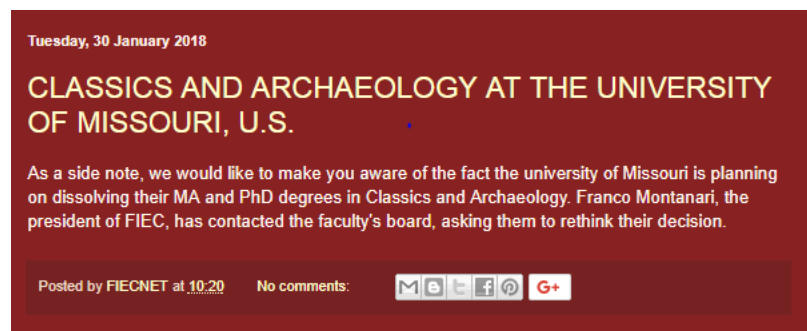 Tuesday, 30 January 2018
CLASSICS AND ARCHAEOLOGY AT THE UNIVERSITY
OF MISSOURI, U.S.
As a side note, we would like to make you aware of the fact the university of Missouri is planning
on dissolving their MA and PhD degrees in Classics and Archaeology. Franco Montanari, the
president of FIEC, has contacted the faculty's board, asking them to rethink their decision.
Posted by FIECNET at 10:20 No comments: G+